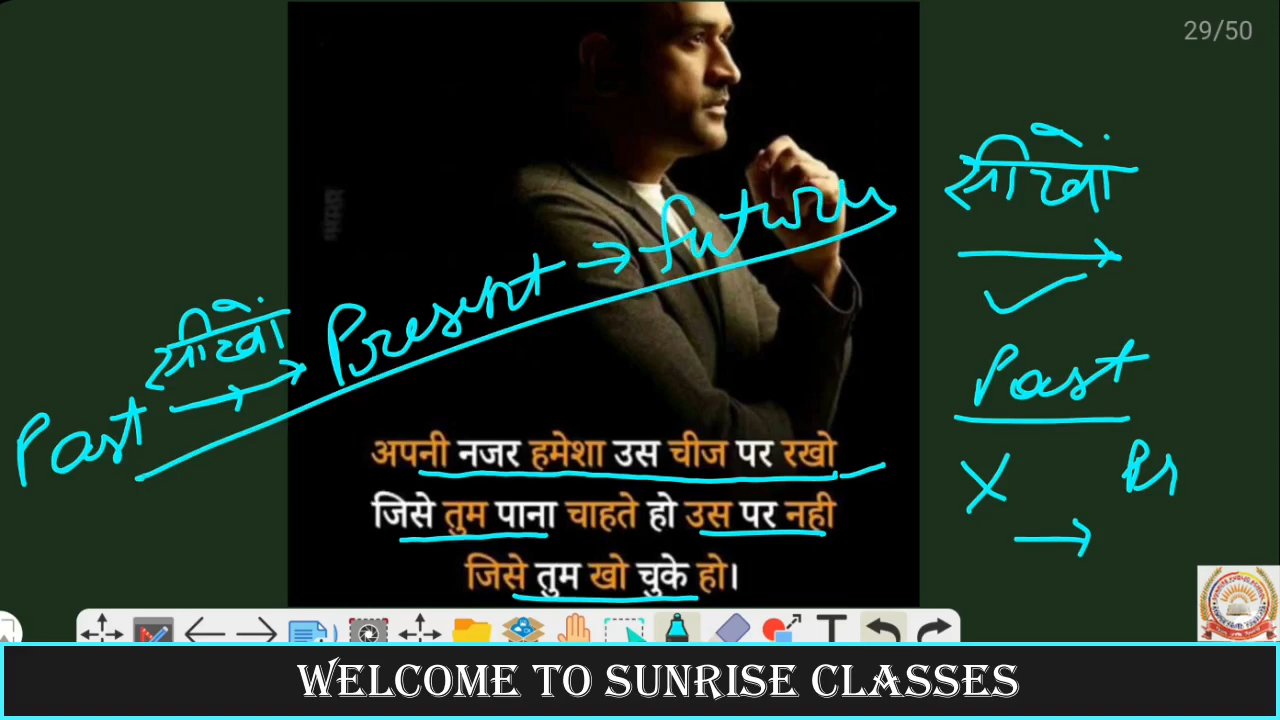 29/50
सीखों
सीखों
Past → Present → future
Past
X
अपनी नजर हमेशा उस चीज पर रखो
जिसे तुम पाना चाहते हो उस पर नही
जिसे तुम खो चुके हो।
T
WELCOME TO SUNRISE CLASSES